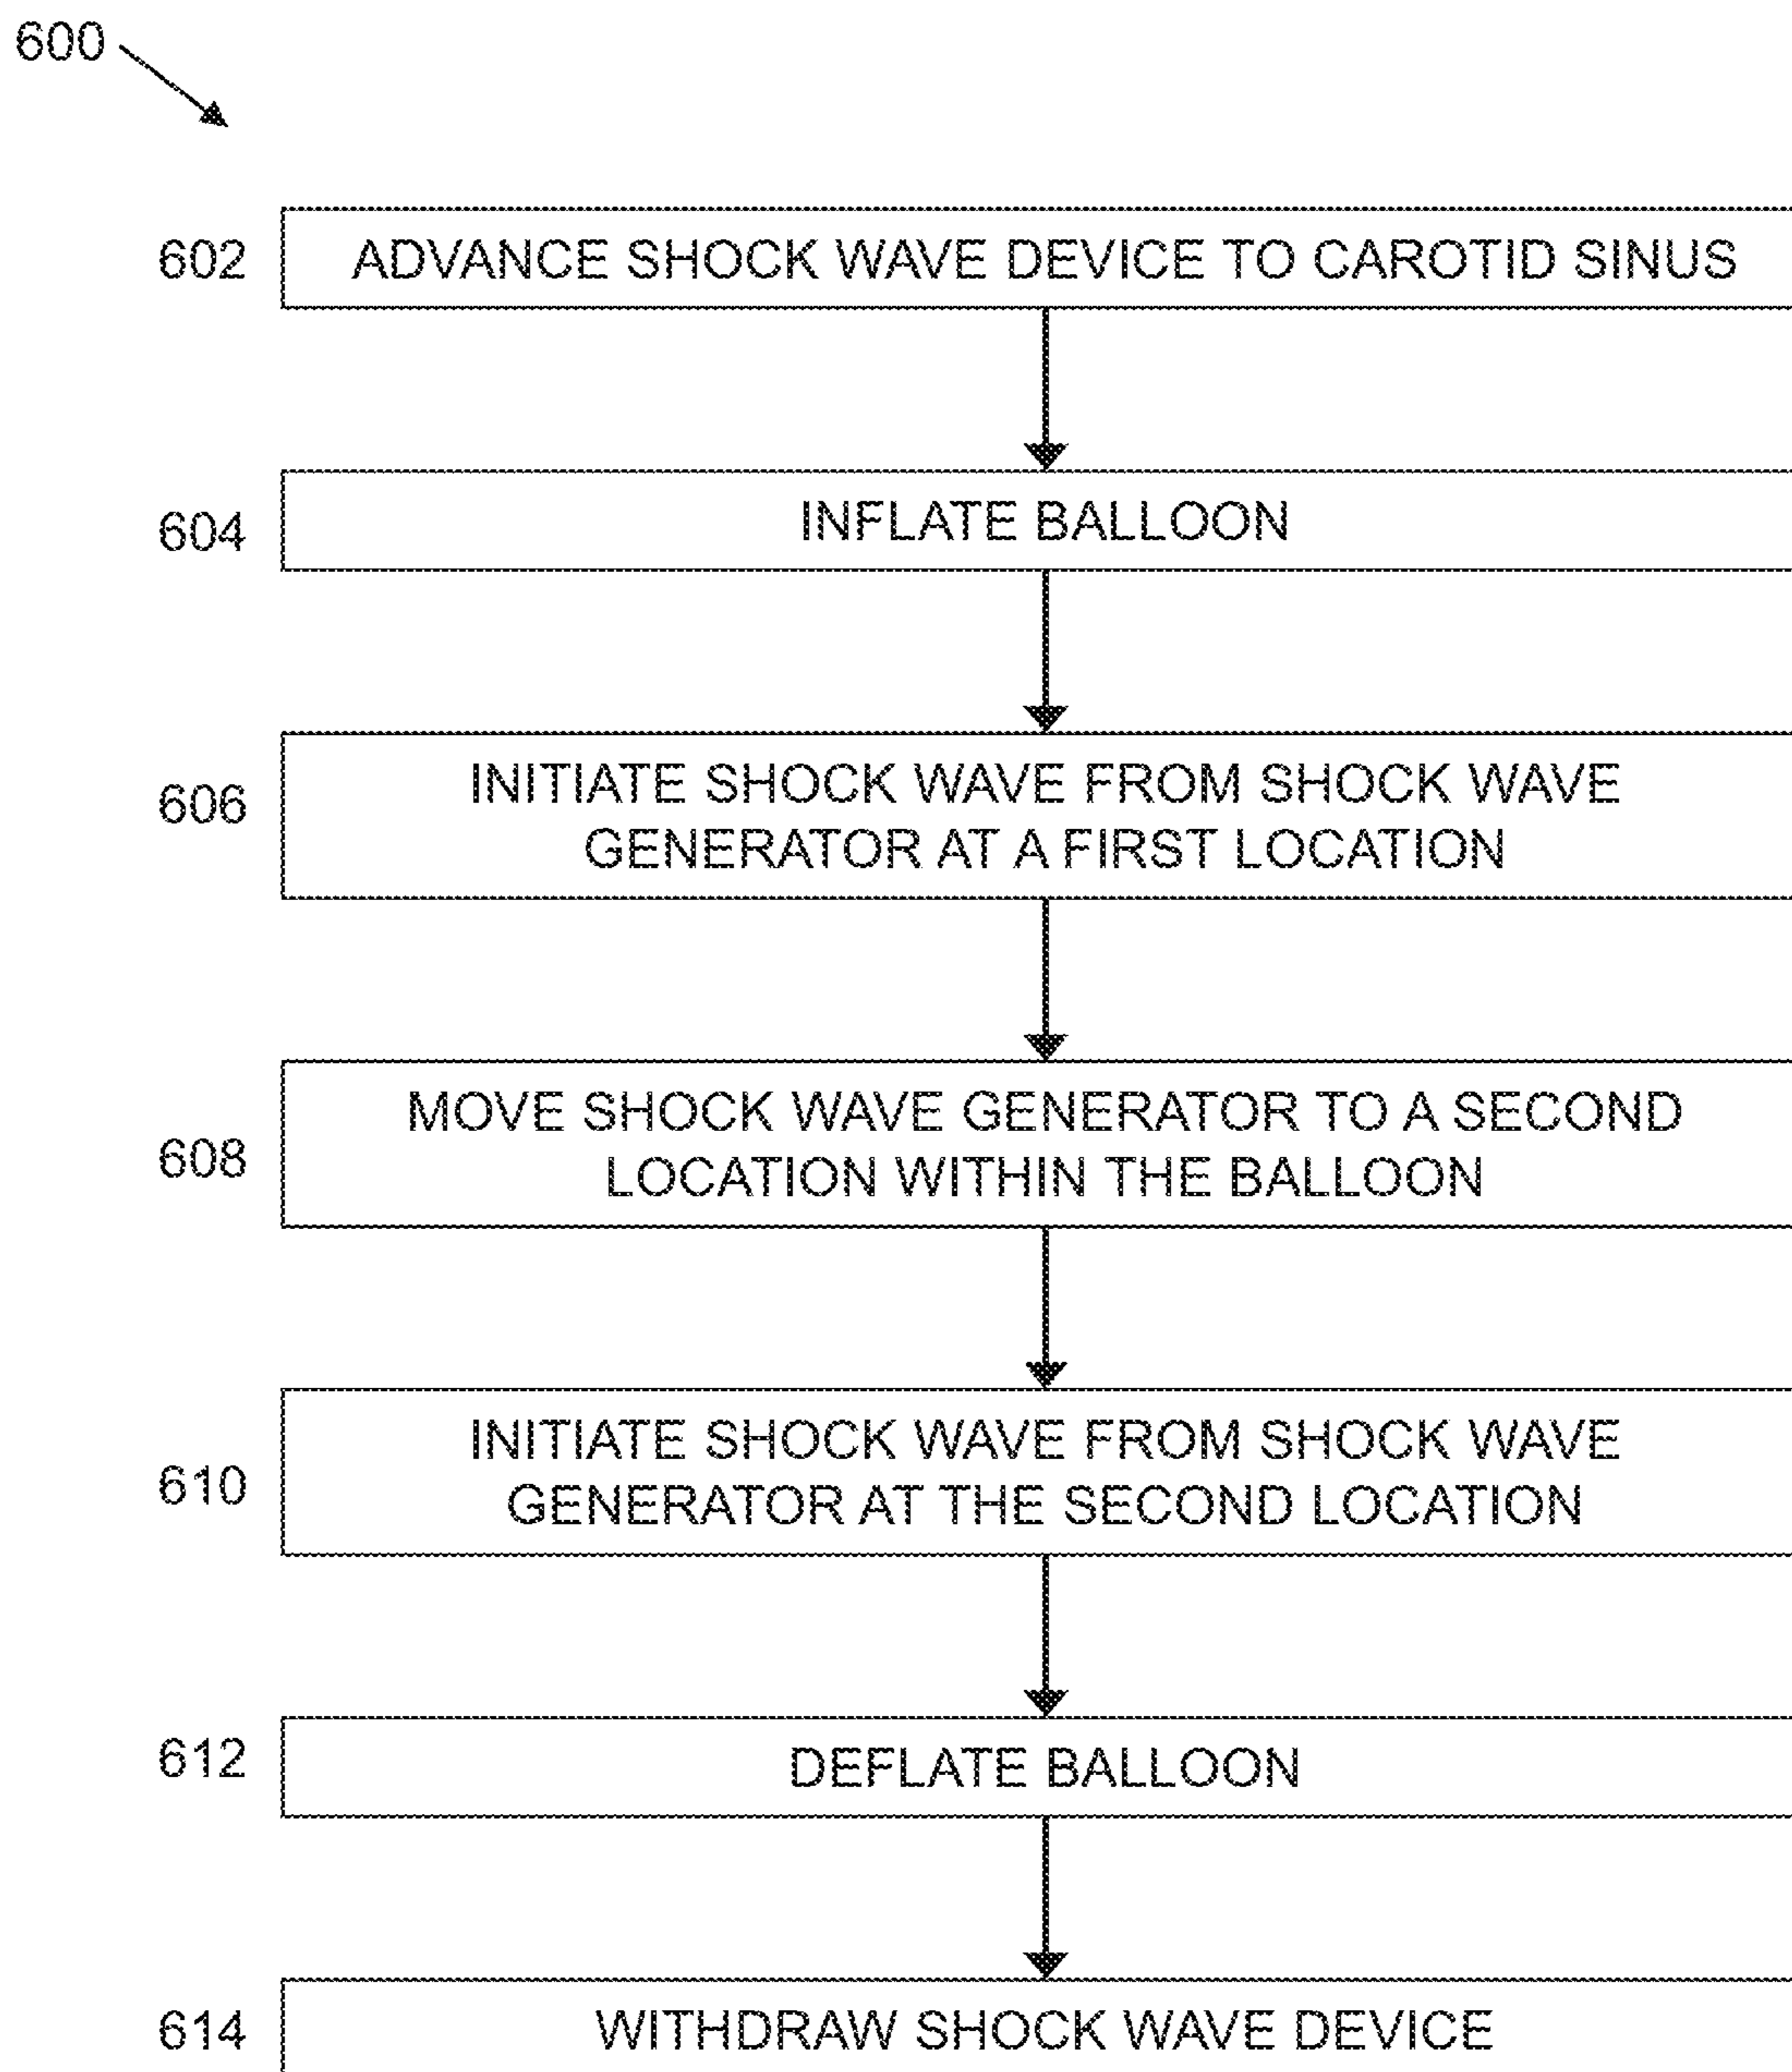 600
602 ADVANCE SHOCK WAVE DEVICE TO CAROTID SINUS
604 INFLATE BALLOON
606 INITIATE SHOCK WAVE FROM SHOCK WAVE
GENERATOR AT A FIRST LOCATION
608 MOVE SHOCK WAVE GENERATOR TO A SECOND
LOCATION WITHIN THE BALLOON
610 INITIATE SHOCK WAVE FROM SHOCK WAVE
GENERATOR AT THE SECOND LOCATION
612 DEFLATE BALLOON
614 WITHDRAW SHOCK WAVE DEVICE